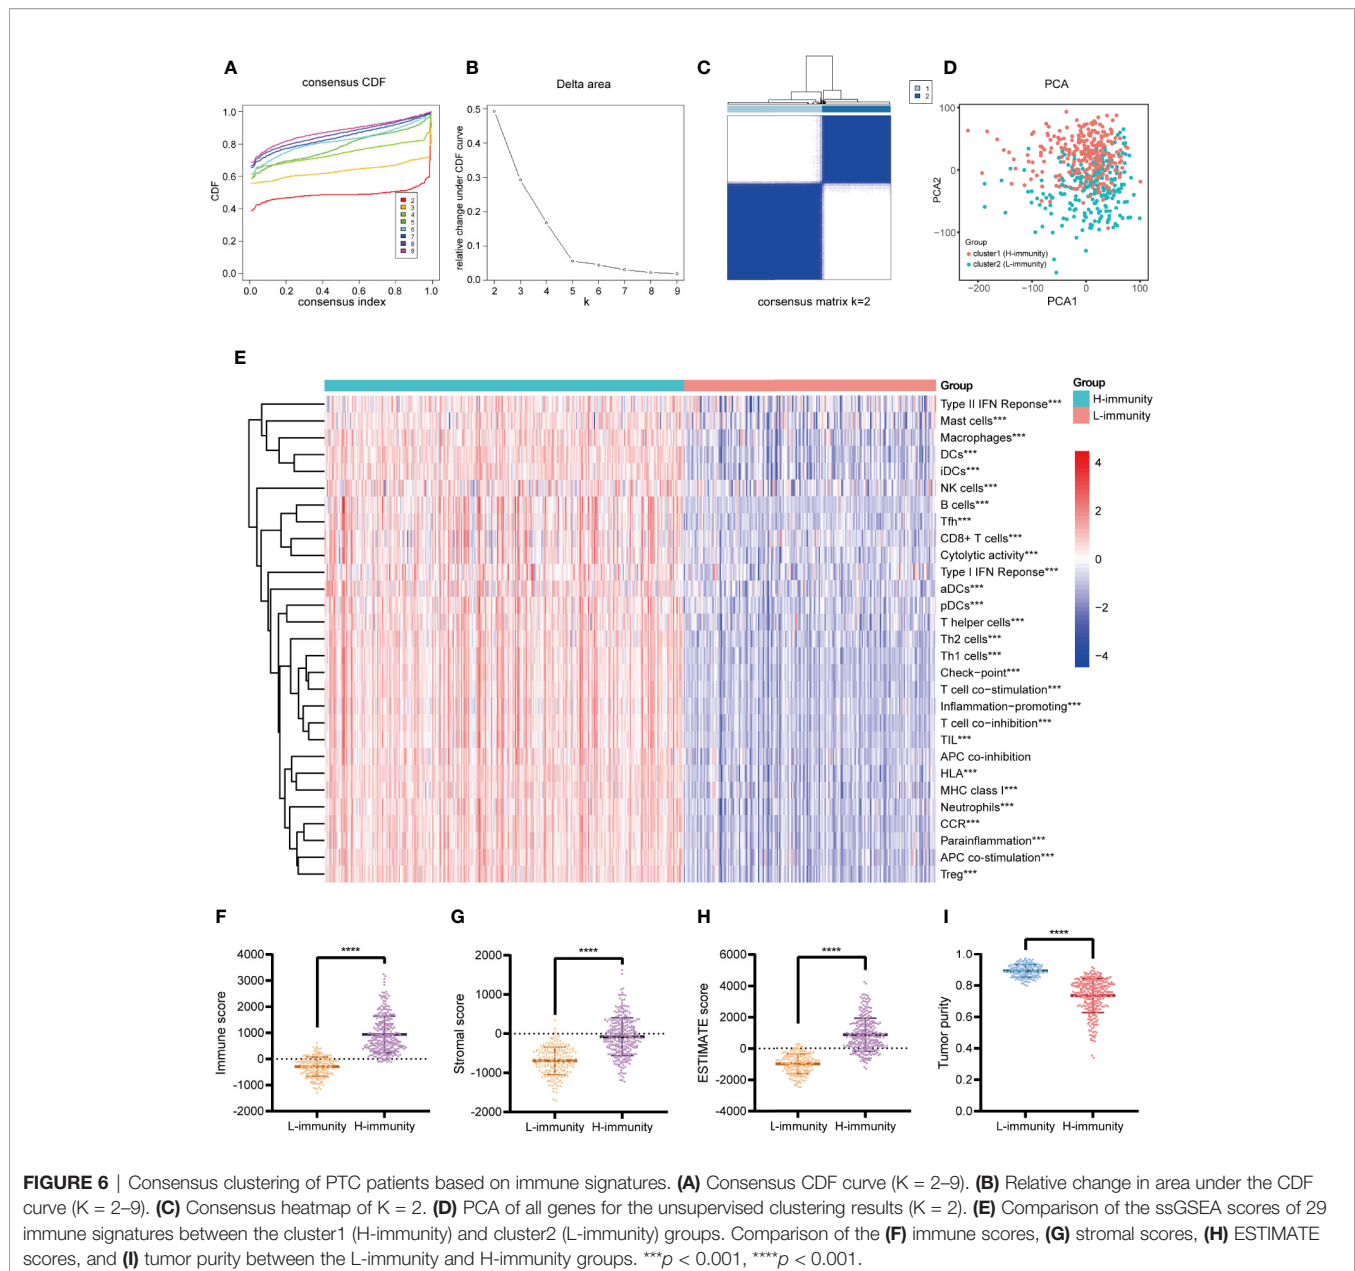 A
consensus CDF
CDF
1.0
0.8
0.6
0.4
0.2
0.0
2
3
4
5
6
7
8
9
0.0 0.2 0.4 0.6 0.8 1.0
consensus index
B
Delta area
relative change under CDF curve
0.5
0.4
0.3
0.2
0.1
0.0
2 3 4 5 6 7 8 9
k
C
1
2
consensus matrix k=2
D
PCA
PCA2
100
0
−100
Group
cluster1 (H-immunity)
cluster2 (L-immunity)
−200 −100 0 100
PCA1
E
Group
Type II IFN Reponse***
Mast cells***
Macrophages***
DCs***
iDCs***
NK cells***
B cells***
Tfh***
CD8+ T cells***
Cytolytic activity***
Type I IFN Reponse***
aDCs***
pDCs***
T helper cells***
Th2 cells***
Th1 cells***
Check−point***
T cell co−stimulation***
Inflammation−promoting***
T cell co−inhibition***
TIL***
APC co−inhibition
HLA***
MHC class I***
Neutrophils***
CCR***
Parainflammation***
APC co−stimulation***
Treg***
Group
H−immunity
L−immunity
4
2
0
−2
−4
F
Immune score
4000
3000
2000
1000
0
-1000
-2000
****
L-immunity H-immunity
G
Stromal score
2000
1000
0
-1000
-2000
****
L-immunity H-immunity
H
ESTIMATE score
6000
4000
2000
0
-2000
-4000
****
L-immunity H-immunity
I
Tumor purity
1.0
0.8
0.6
0.4
0.2
0.0
****
L-immunity H-immunity
FIGURE 6 | Consensus clustering of PTC patients based on immune signatures. (A) Consensus CDF curve (K = 2–9). (B) Relative change in area under the CDF
curve (K = 2–9). (C) Consensus heatmap of K = 2. (D) PCA of all genes for the unsupervised clustering results (K = 2). (E) Comparison of the ssGSEA scores of 29
immune signatures between the cluster1 (H-immunity) and cluster2 (L-immunity) groups. Comparison of the (F) immune scores, (G) stromal scores, (H) ESTIMATE
scores, and (I) tumor purity between the L-immunity and H-immunity groups. ***p < 0.001, ****p < 0.001.